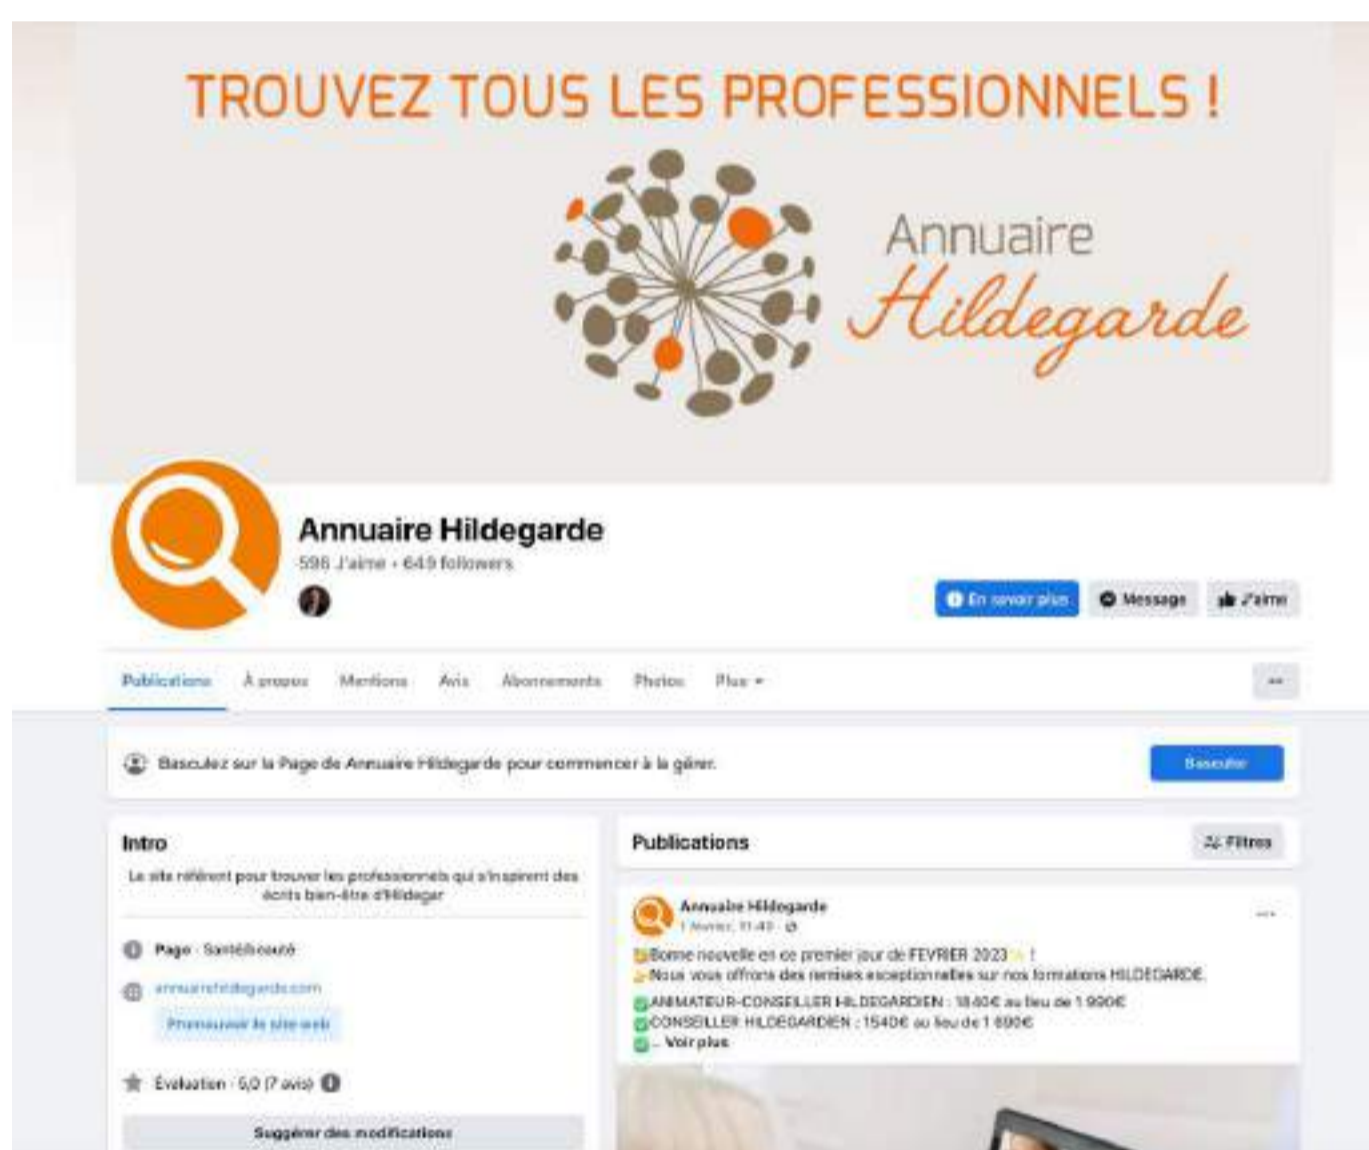 TROUVEZ TOUS LES PROFESSIONNELS !
Annuaire
Hildegarde
Annuaire Hildegarde
596 J'aime • 649 followers
En savoir plus
Message
J'aime
Publications
À propos
Mentions
Avis
Abonnements
Photos
Plus
Basculez sur la Page de Annuaire Hildegarde pour commencer à la gérer.
Basculer
Intro
Le site référent pour trouver les professionnels qui s'inspirent des
écrits bien-être d'Hildegar
Page · Santé/beauté
annuairehildegarde.com
Promouvoir le site web
Évaluation · 5,0 (7 avis)
Suggérer des modifications
Publications
Filtres
Annuaire Hildegarde
1 février, 11:43
Bonne nouvelle en ce premier jour de FEVRIER 2023 !
Nous vous offrons des remises exceptionnelles sur nos formations HILDEGARDE.
ANIMATEUR-CONSEILLER HILDEGARDIEN : 1840€ au lieu de 1 990€
CONSEILLER HILDEGARDIEN : 1540€ au lieu de 1 690€
... Voir plus